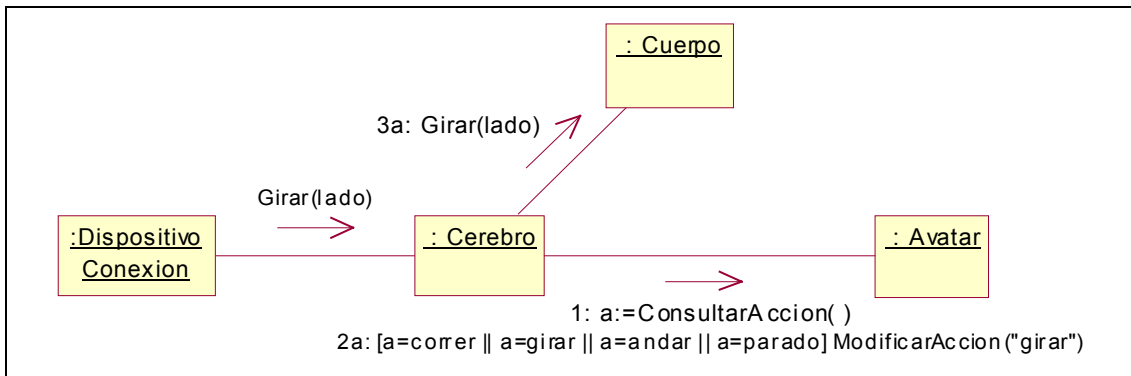 : Cuerpo
3a: Girar(lado)
Girar(lado)
:Dispositivo
Conexion
: Cerebro
: Avatar
1: a:=ConsultarAccion( )
2a: [a=correr || a=girar || a=andar || a=parado] ModificarAccion("girar")